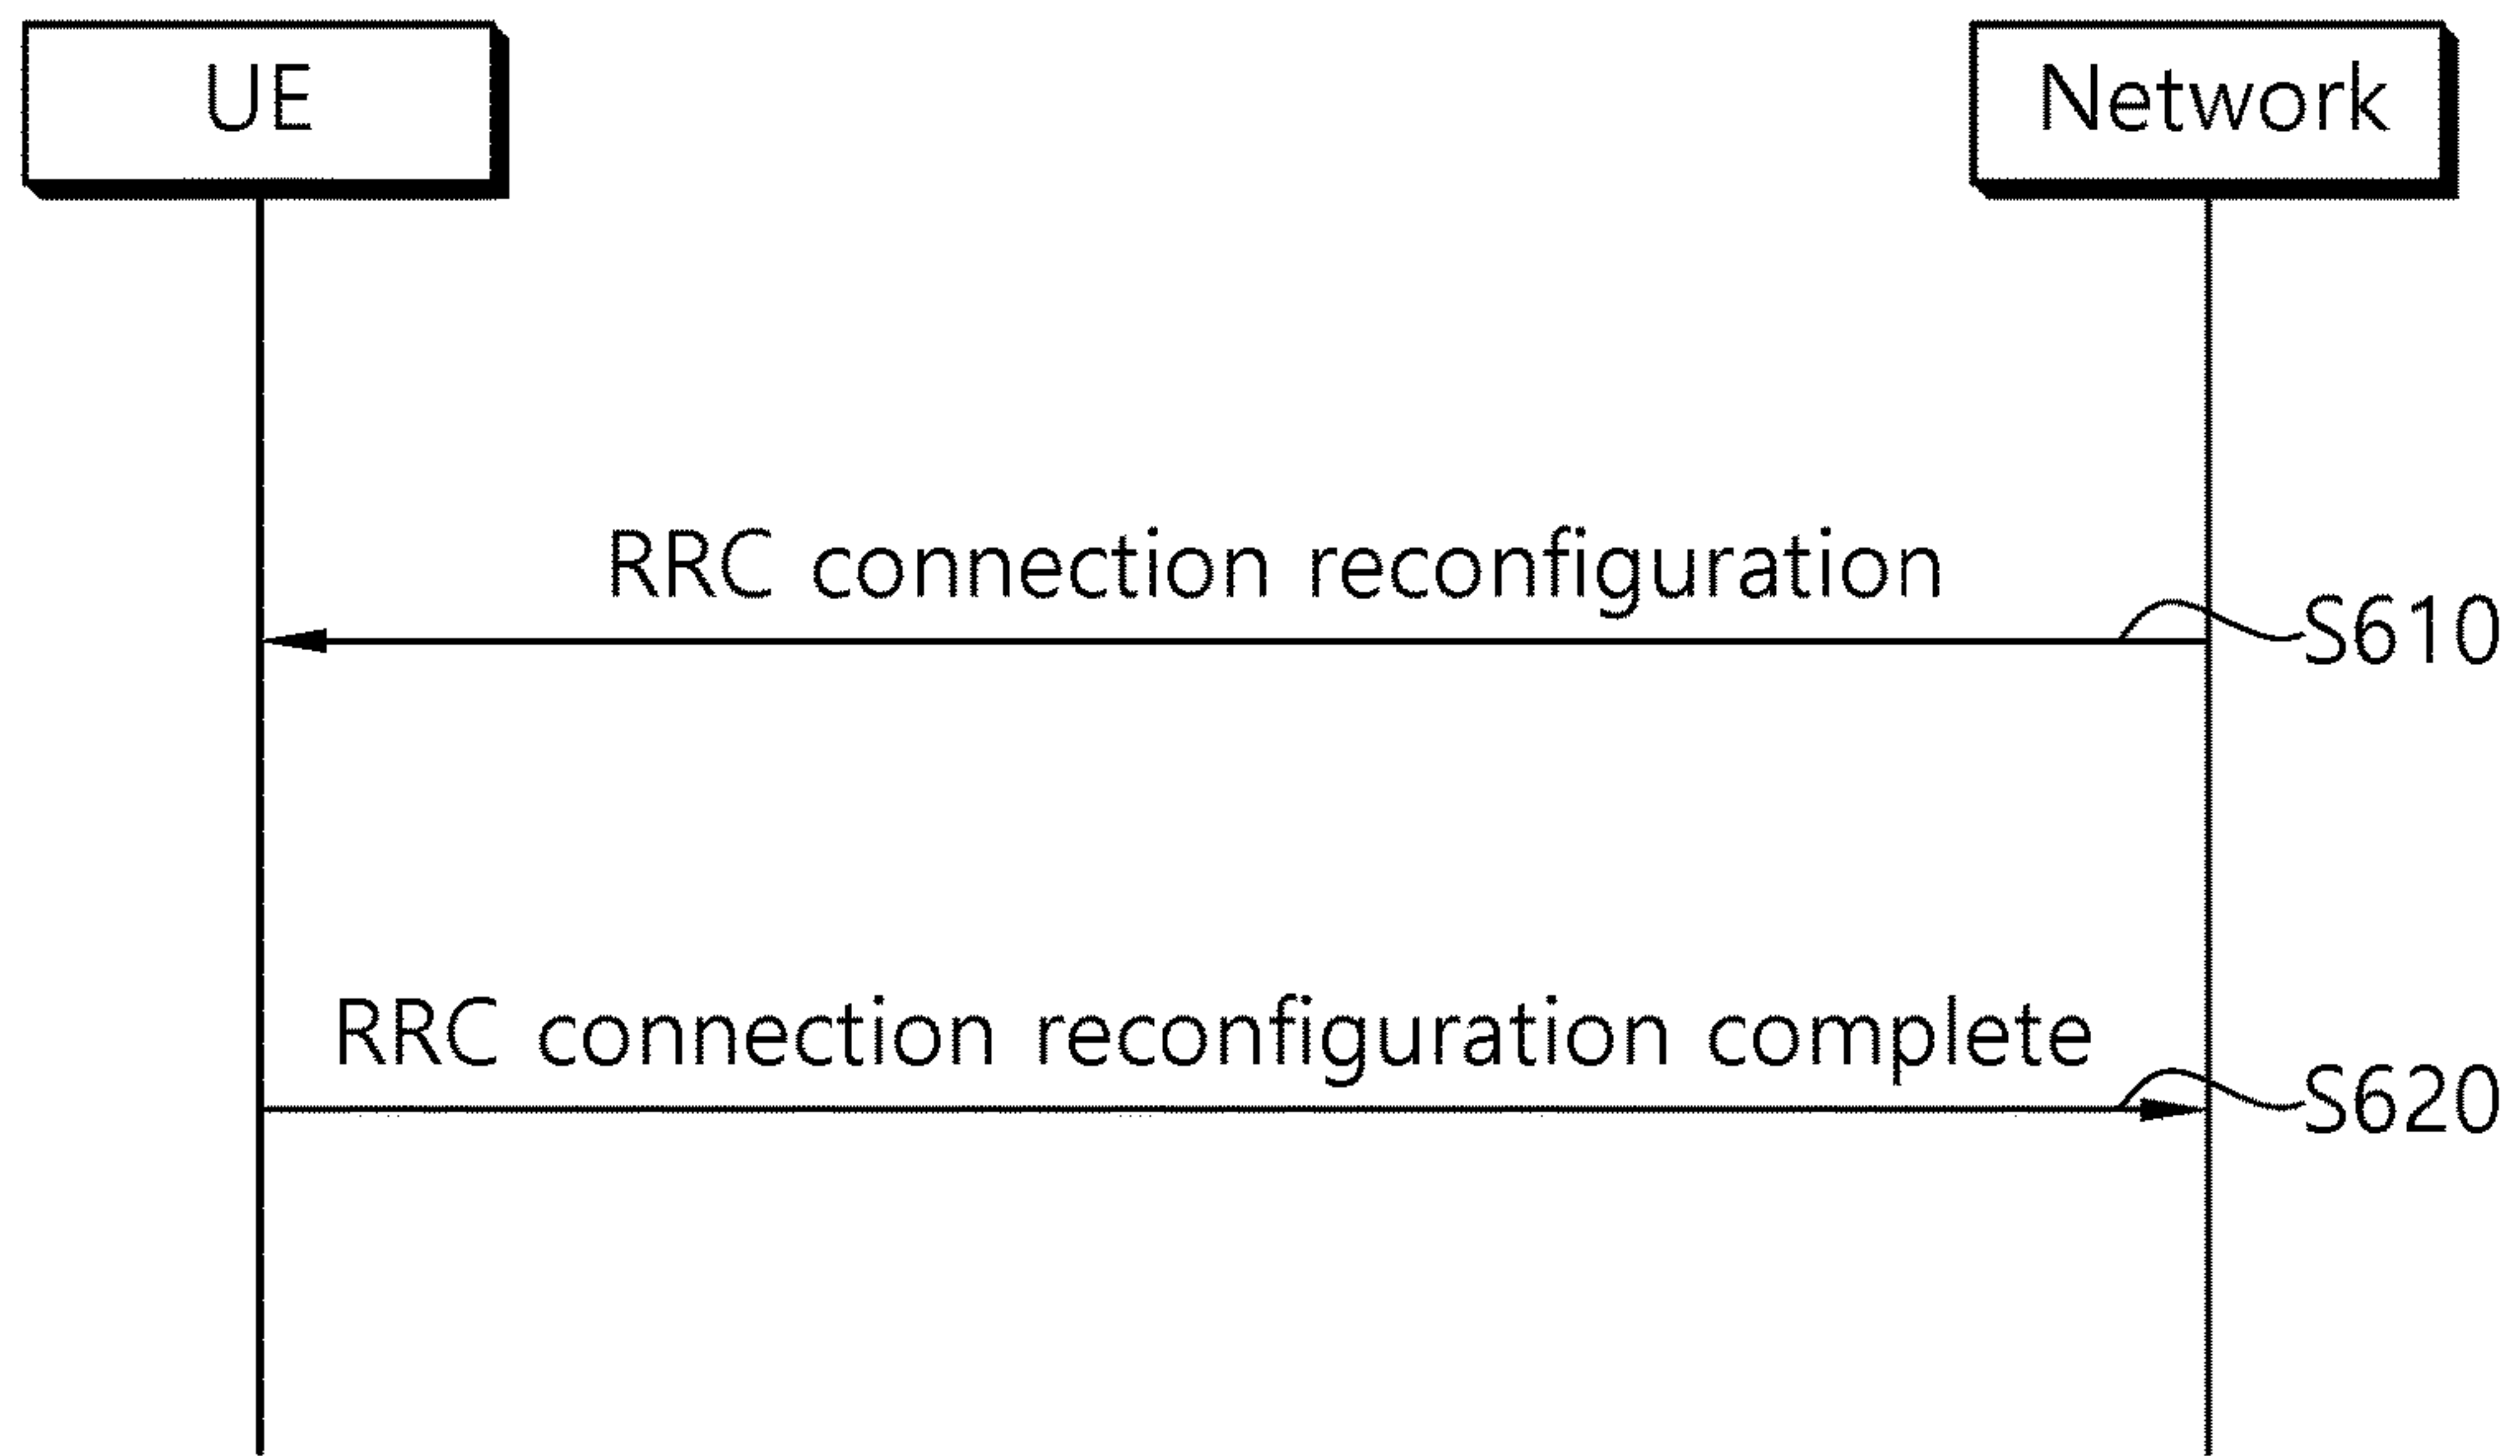 UE
Network
RRC connection reconfiguration
S610
RRC connection reconfiguration complete
S620